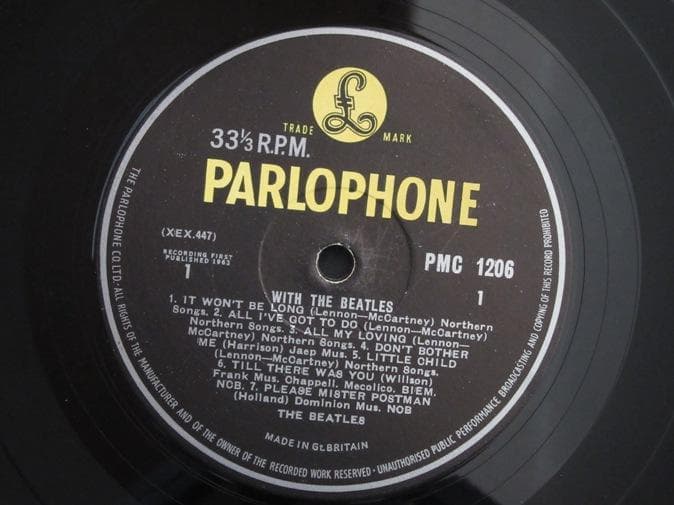 TRADE MARK
33⅓ R.P.M.
PARLOPHONE
(XEX.447)
RECORDING FIRST
PUBLISHED 1963
1
PMC 1206
1
WITH THE BEATLES
1. IT WON'T BE LONG (Lennon—McCartney) Northern
Songs. 2. ALL I'VE GOT TO DO (Lennon—McCartney)
Northern Songs. 3. ALL MY LOVING (Lennon—
McCartney) Northern Songs. 4. DON'T BOTHER
ME (Harrison) Jaep Mus. 5. LITTLE CHILD
(Lennon—McCartney) Northern Songs.
6. TILL THERE WAS YOU (Willson)
Frank Mus. Chappell. Mecolico. BIEM.
NOB. 7. PLEASE MISTER POSTMAN
(Holland) Dominion Mus. NOB
THE BEATLES
MADE IN Gt. BRITAIN
THE PARLOPHONE CO. LTD. · ALL RIGHTS OF THE MANUFACTURER AND OF THE OWNER OF THE RECORDED WORK RESERVED · UNAUTHORISED PUBLIC PERFORMANCE BROADCASTING AND COPYING OF THIS RECORD PROHIBITED